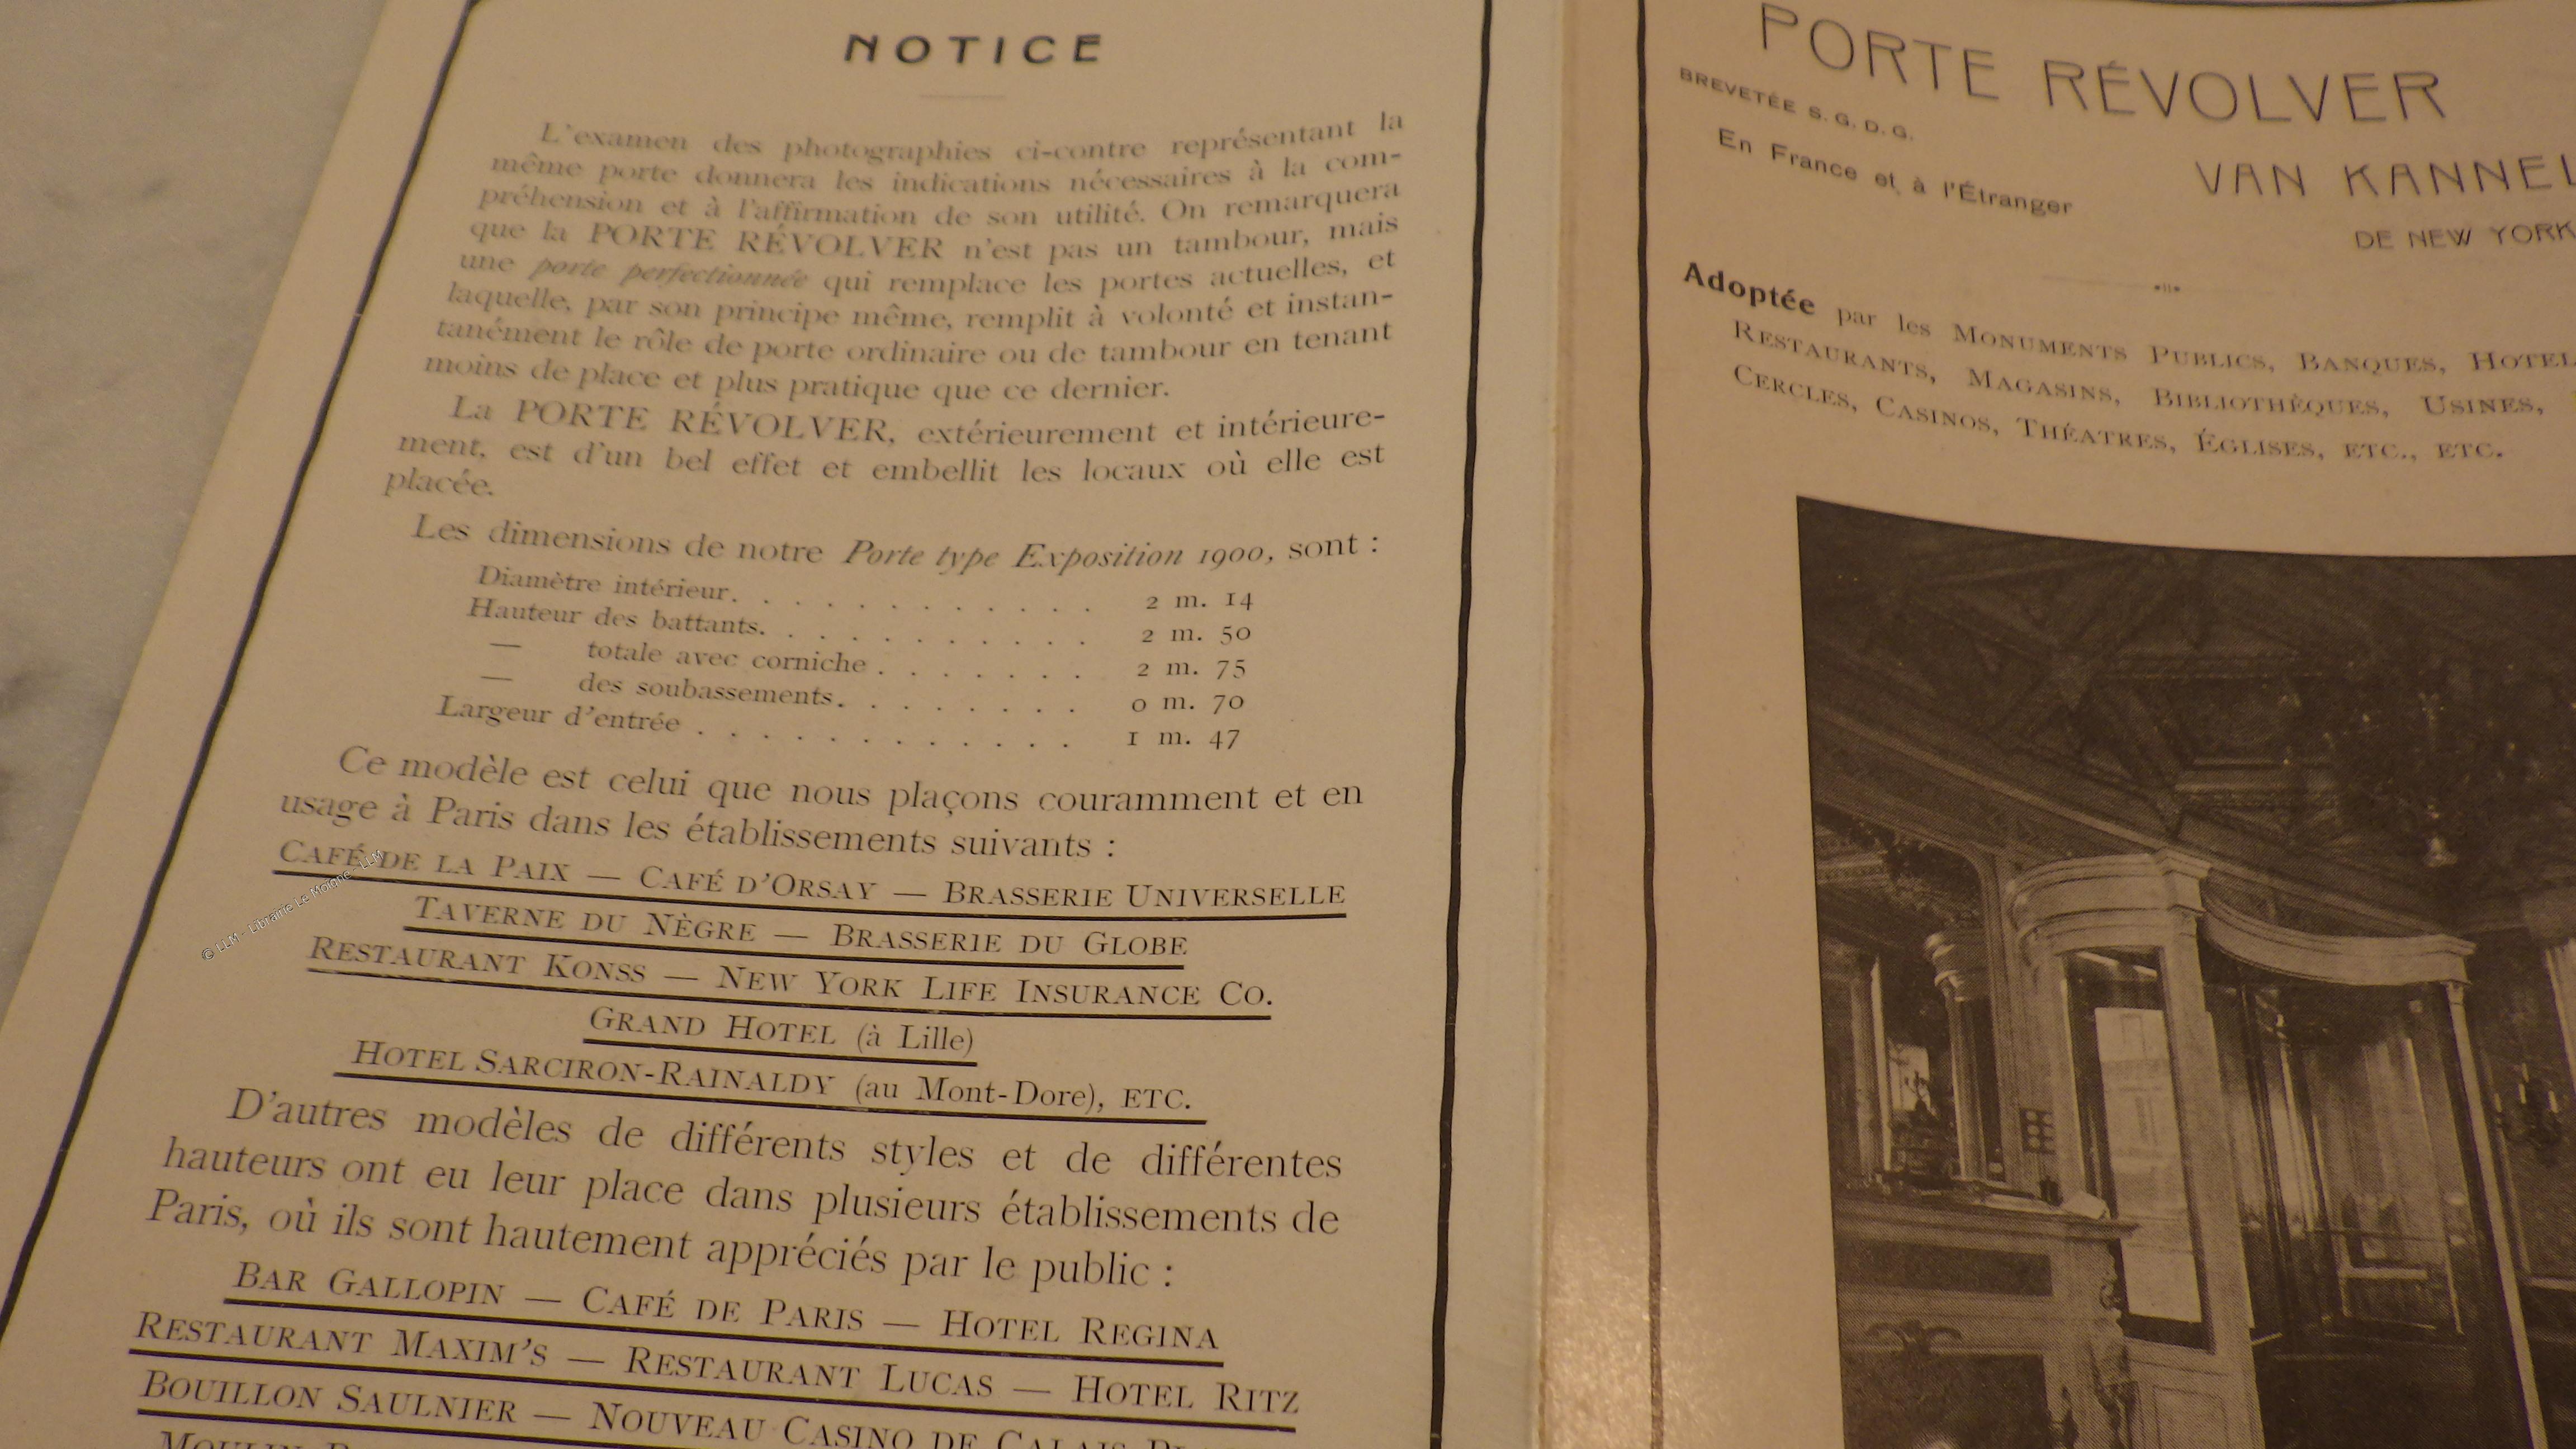 NOTICE
L'examen des photographies ci-contre représentant la
même porte donnera les indications nécessaires à la com-
préhension et à l'affirmation de son utilité. On remarquera
que la PORTE RÉVOLVER n'est pas un tambour, mais
une porte perfectionnée qui remplace les portes actuelles, et
laquelle, par son principe même, remplit à volonté et instan-
tanément le rôle de porte ordinaire ou de tambour en tenant
moins de place et plus pratique que ce dernier.
La PORTE RÉVOLVER, extérieurement et intérieure-
ment, est d'un bel effet et embellit les locaux où elle est
placée.
Les dimensions de notre Porte type Exposition 1900, sont :
Diamètre intérieur. . . . . . . . . . . . 2 m. 14
Hauteur des battants. . . . . . . . . . . 2 m. 50
— totale avec corniche . . . . . . . 2 m. 75
— des soubassements. . . . . . . . 0 m. 70
Largeur d'entrée . . . . . . . . . . . . 1 m. 47
Ce modèle est celui que nous plaçons couramment et en
usage à Paris dans les établissements suivants :
CAFÉ DE LA PAIX — CAFÉ D'ORSAY — BRASSERIE UNIVERSELLE
TAVERNE DU NÈGRE — BRASSERIE DU GLOBE
RESTAURANT KONSS — NEW YORK LIFE INSURANCE CO.
GRAND HOTEL (à Lille)
HOTEL SARCIRON-RAINALDY (au Mont-Dore), ETC.
D'autres modèles de différents styles et de différentes
hauteurs ont eu leur place dans plusieurs établissements de
Paris, où ils sont hautement appréciés par le public :
BAR GALLOPIN — CAFÉ DE PARIS — HOTEL REGINA
RESTAURANT MAXIM'S — RESTAURANT LUCAS — HOTEL RITZ
BOUILLON SAULNIER — NOUVEAU CASINO DE CALAIS
MOULIN
© LLM - Librairie Le Moigne - LLM
PORTE RÉVOLVER
BREVETÉE S. G. D. G.
En France et à l'Étranger
VAN KANNEL
DE NEW YORK
Adoptée par les MONUMENTS PUBLICS, BANQUES, HOTEL
RESTAURANTS, MAGASINS, BIBLIOTHÈQUES, USINES,
CERCLES, CASINOS, THÉATRES, ÉGLISES, ETC., ETC.